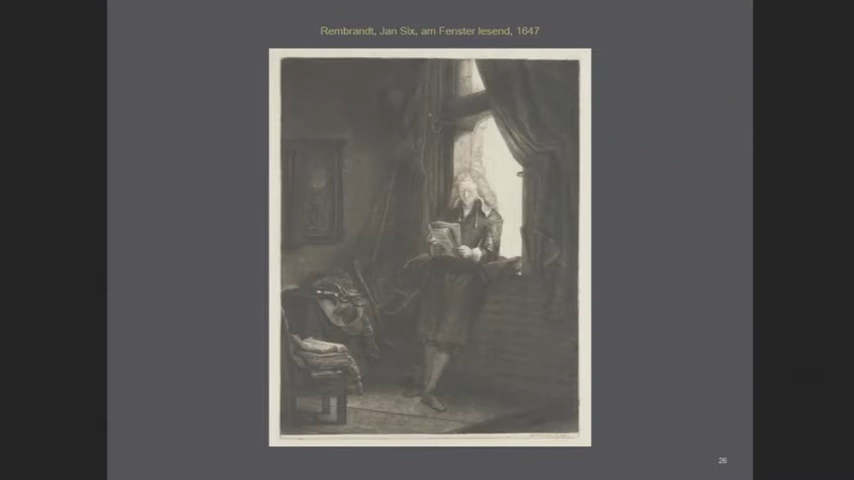 Rembrandt, Jan Six, am Fenster lesend, 1647
26